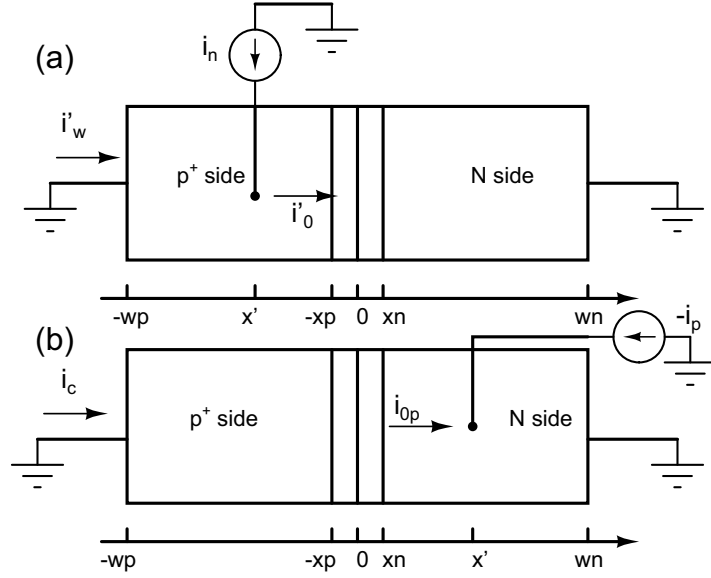 (a)
i_n
i'_w
p⁺ side
N side
i'_0
-wp x' -xp 0 xn wn
(b)
-i_p
i_c
p⁺ side
i_0p
N side
-wp -xp 0 xn x' wn